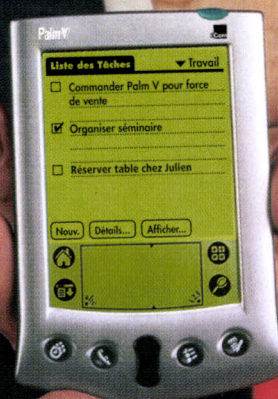 Palm V
3Com
Liste des Tâches
Travail
Commander Palm V pour force
de vente
Organiser séminaire
Réserver table chez Julien
Nouv.
Détails...
Afficher...